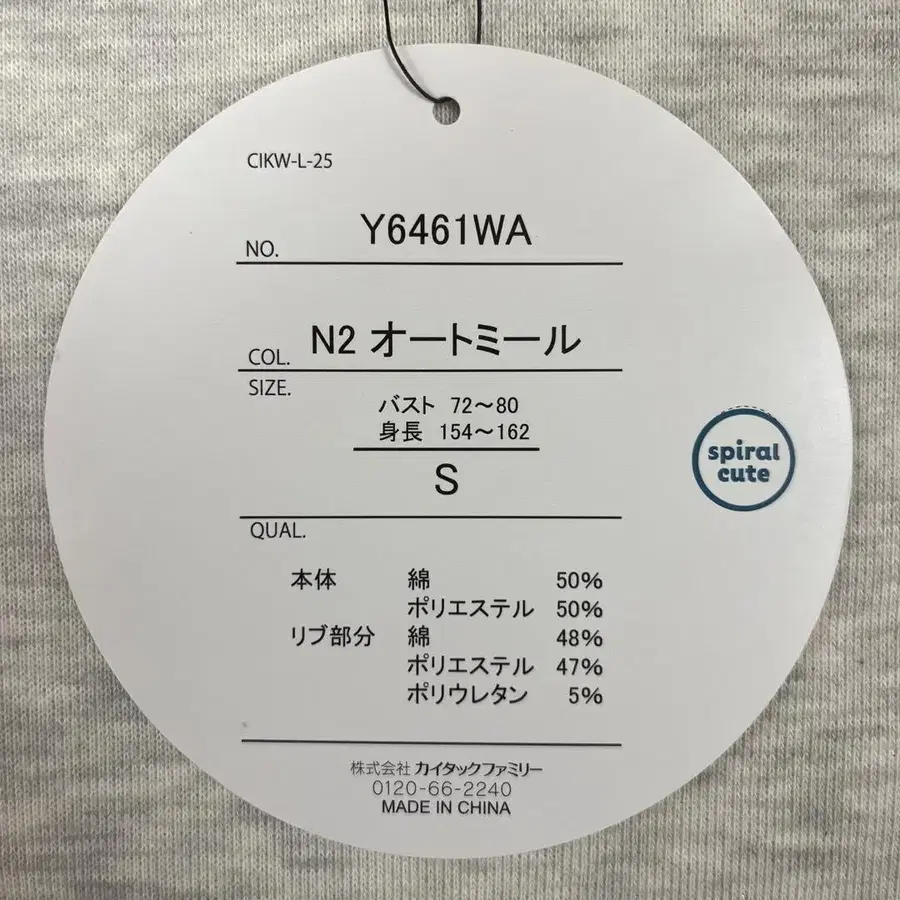 CIKW-L-25
NO. Y6461WA
COL. N2 オートミール
SIZE.
バスト 72～80
身長 154～162
S
spiral
cute
QUAL.
本体 綿 50%
ポリエステル 50%
リブ部分 綿 48%
ポリエステル 47%
ポリウレタン 5%
株式会社 カイタックファミリー
0120-66-2240
MADE IN CHINA